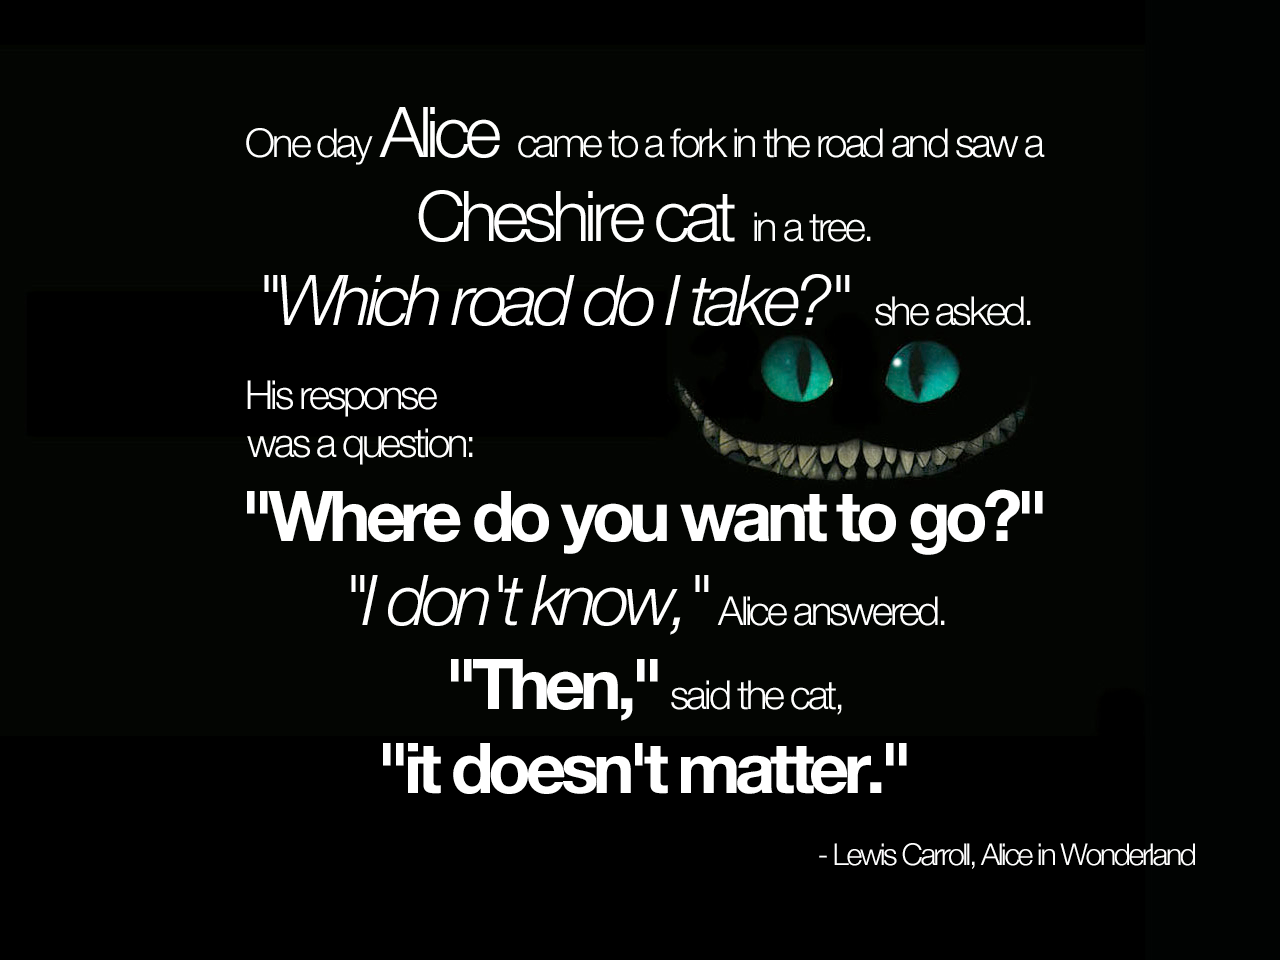 One day Alice came to a fork in the road and saw a
Cheshire cat in a tree.
"Which road do I take?" she asked.
His response
was a question:
"Where do you want to go?"
"I don't know," Alice answered.
"Then," said the cat,
"it doesn't matter."
- Lewis Carroll, Alice in Wonderland